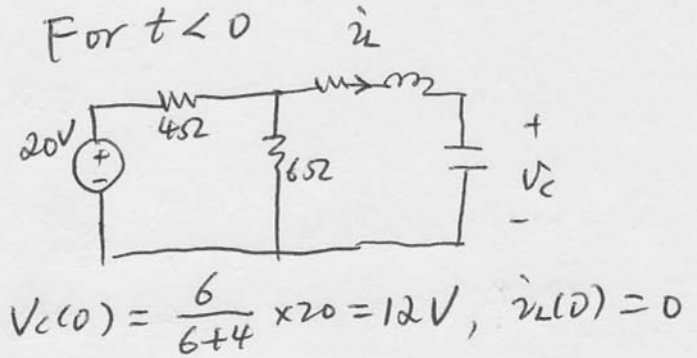 For t < 0
i_L
20V
+
-
4Ω
6Ω
+
V_c
-
V_c(0) = 6/(6+4) × 20 = 12V, i_L(0) = 0